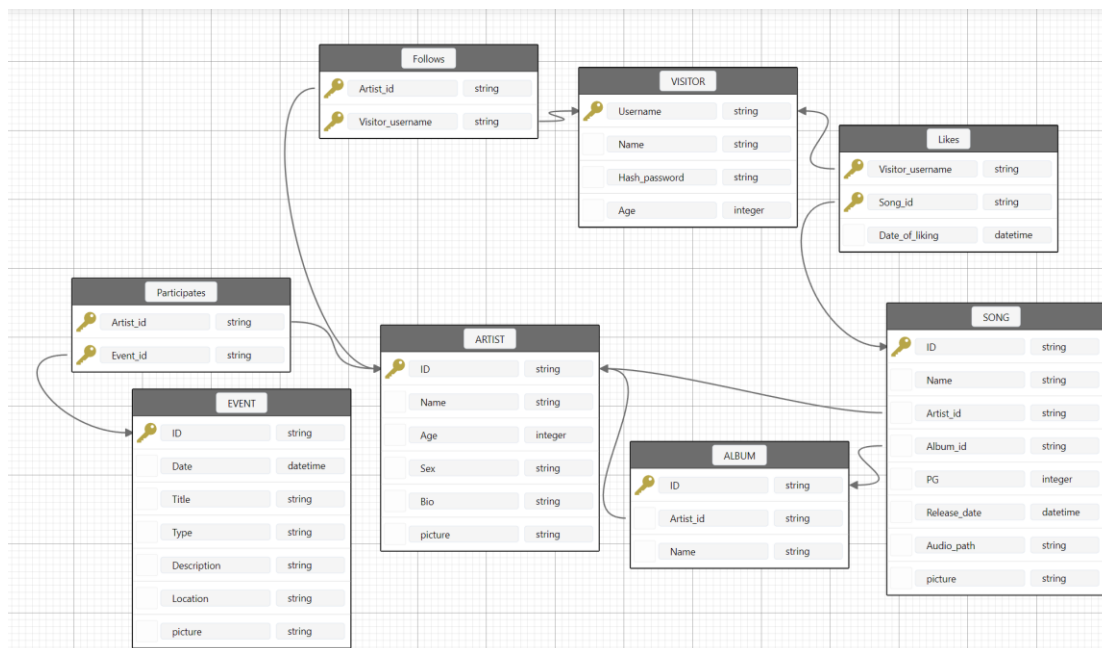 Follows
Artist_id string
Visitor_username string
VISITOR
Username string
Name string
Hash_password string
Age integer
Likes
Visitor_username string
Song_id string
Date_of_liking datetime
Participates
Artist_id string
Event_id string
EVENT
ID string
Date datetime
Title string
Type string
Description string
Location string
picture string
ARTIST
ID string
Name string
Age integer
Sex string
Bio string
picture string
ALBUM
ID string
Artist_id string
Name string
SONG
ID string
Name string
Artist_id string
Album_id string
PG integer
Release_date datetime
Audio_path string
picture string